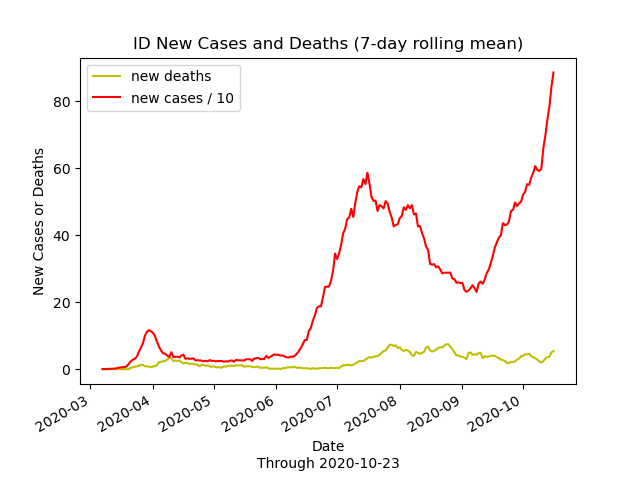 ID New Cases and Deaths (7-day rolling mean)
new deaths
new cases / 10
New Cases or Deaths
80
60
40
20
0
2020-03
2020-04
2020-05
2020-06
2020-07
2020-08
2020-09
2020-10
Date
Through 2020-10-23